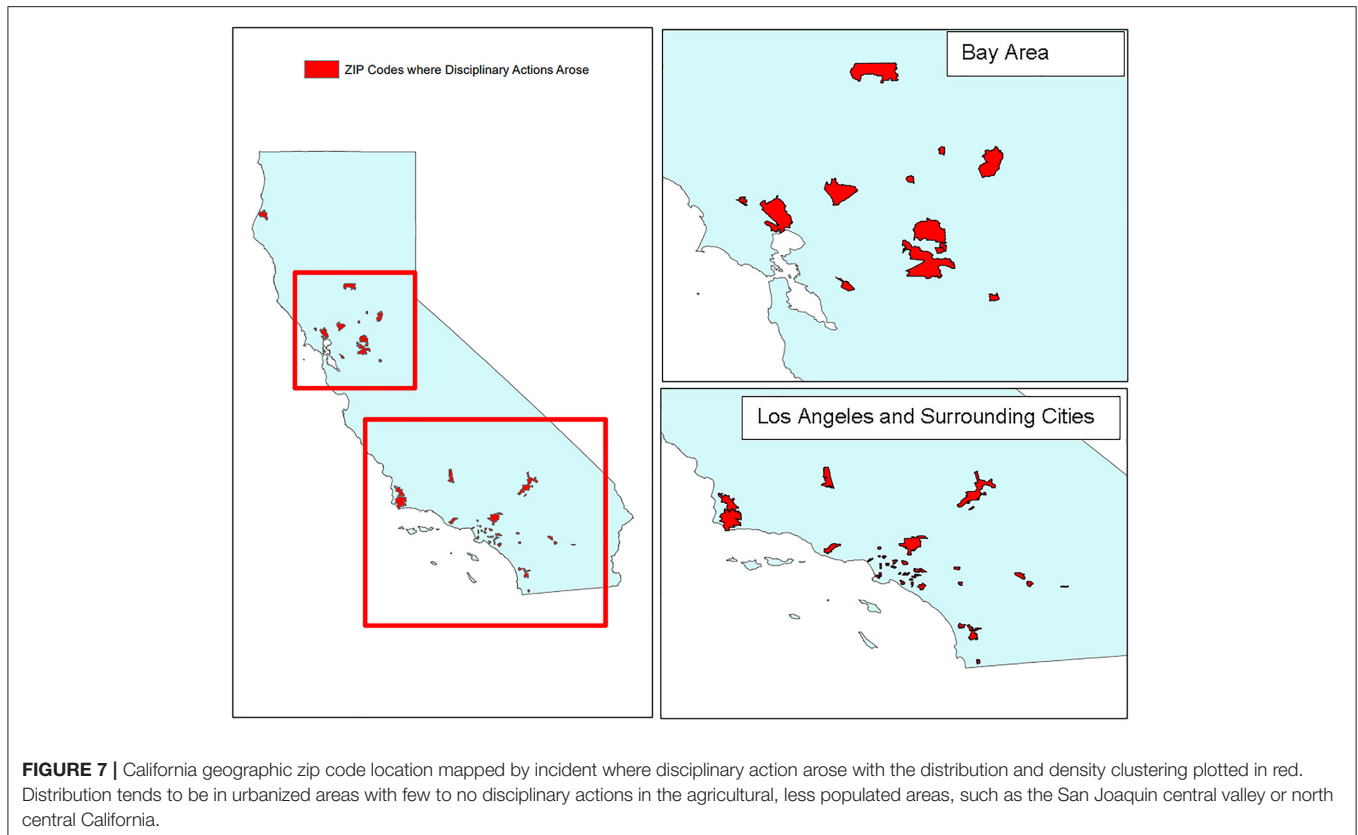 ZIP Codes where Disciplinary Actions Arose
Bay Area
Los Angeles and Surrounding Cities
FIGURE 7 | California geographic zip code location mapped by incident where disciplinary action arose with the distribution and density clustering plotted in red.
Distribution tends to be in urbanized areas with few to no disciplinary actions in the agricultural, less populated areas, such as the San Joaquin central valley or north
central California.